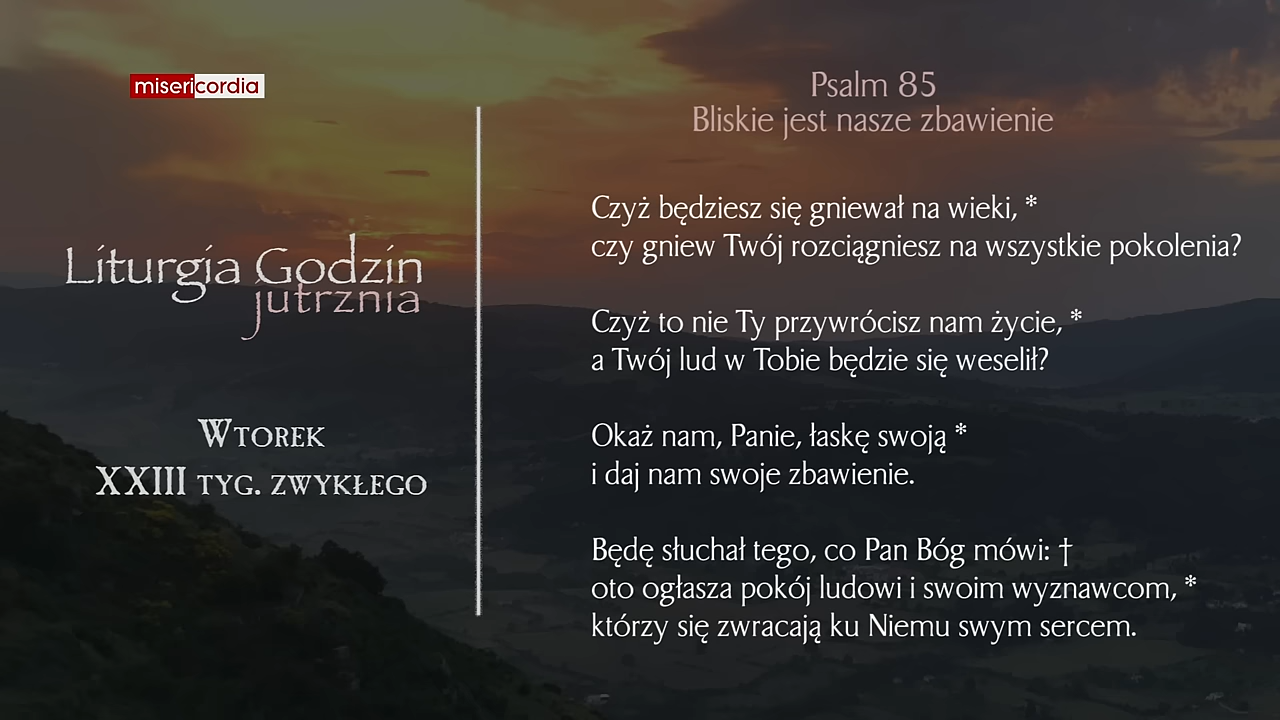 misericordia
Liturgia Godzin
jutrznia
Wtorek
XXIII tyg. zwykłego
Psalm 85
Bliskie jest nasze zbawienie
Czyż będziesz się gniewał na wieki, *
czy gniew Twój rozciągniesz na wszystkie pokolenia?
Czyż to nie Ty przywrócisz nam życie, *
a Twój lud w Tobie będzie się weselił?
Okaż nam, Panie, łaskę swoją *
i daj nam swoje zbawienie.
Będę słuchał tego, co Pan Bóg mówi: †
oto ogłasza pokój ludowi i swoim wyznawcom, *
którzy się zwracają ku Niemu swym sercem.